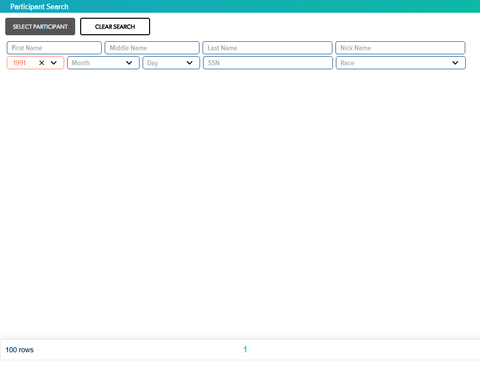 Participant Search
SELECT PARTICIPANT CLEAR SEARCH
First Name Middle Name Last Name Nick Name
1991 Month Day SSN Race
100 rows 1